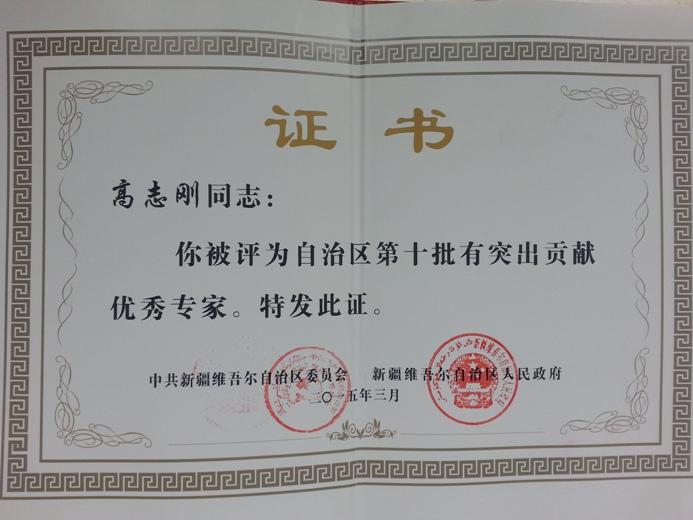 证书
高志刚同志：
你被评为自治区第十批有突出贡献
优秀专家。特发此证。
中共新疆维吾尔自治区委员会 新疆维吾尔自治区人民政府
二〇一五年三月